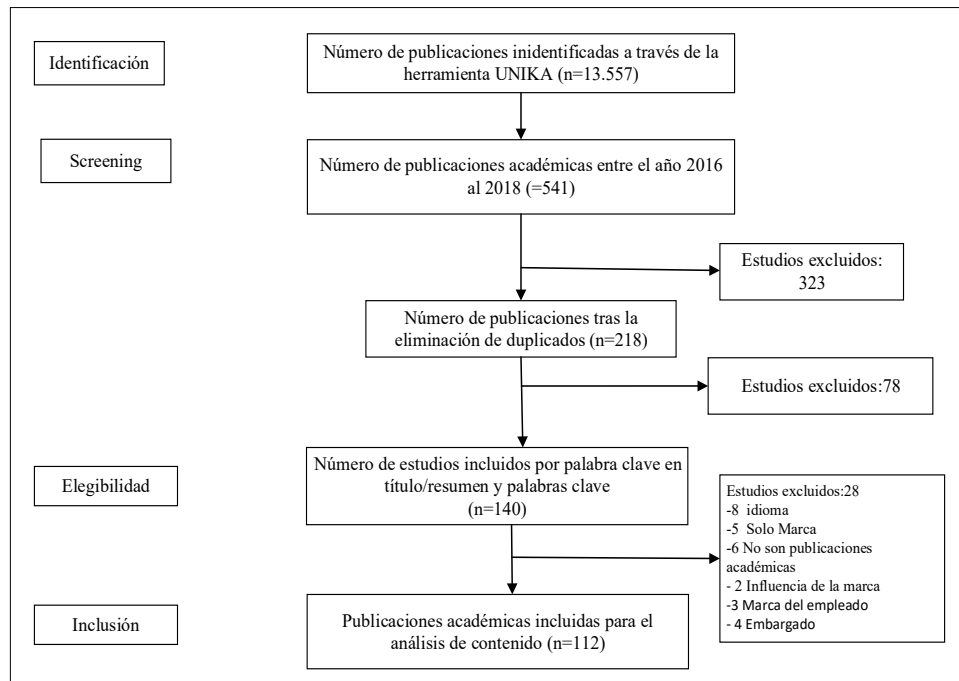 Identificación
Número de publicaciones inidentificadas a través de la
herramienta UNIKA (n=13.557)
Screening
Número de publicaciones académicas entre el año 2016
al 2018 (=541)
Estudios excluidos:
323
Número de publicaciones tras la
eliminación de duplicados (n=218)
Estudios excluidos:78
Elegibilidad
Número de estudios incluidos por palabra clave en
título/resumen y palabras clave
(n=140)
Estudios excluidos:28
-8 idioma
-5 Solo Marca
-6 No son publicaciones
académicas
- 2 Influencia de la marca
-3 Marca del empleado
- 4 Embargado
Inclusión
Publicaciones académicas incluidas para el
análisis de contenido (n=112)